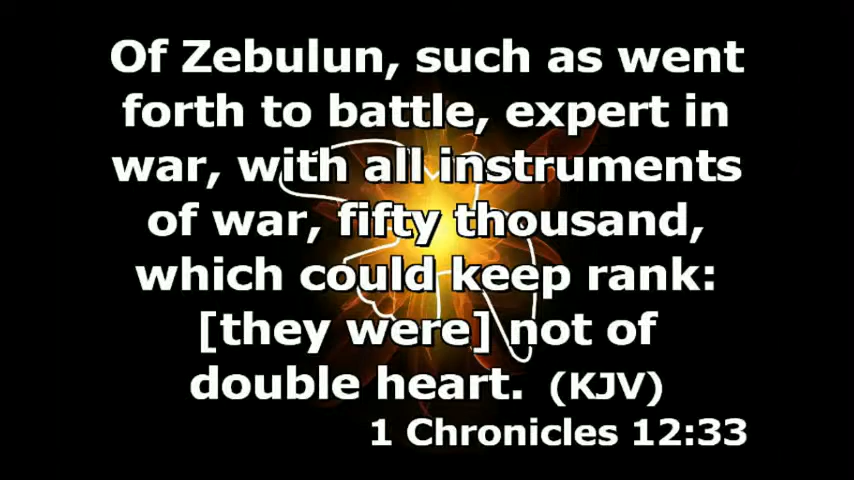 Of Zebulun, such as went
forth to battle, expert in
war, with all instruments
of war, fifty thousand,
which could keep rank:
[they were] not of
double heart. (KJV)
1 Chronicles 12:33